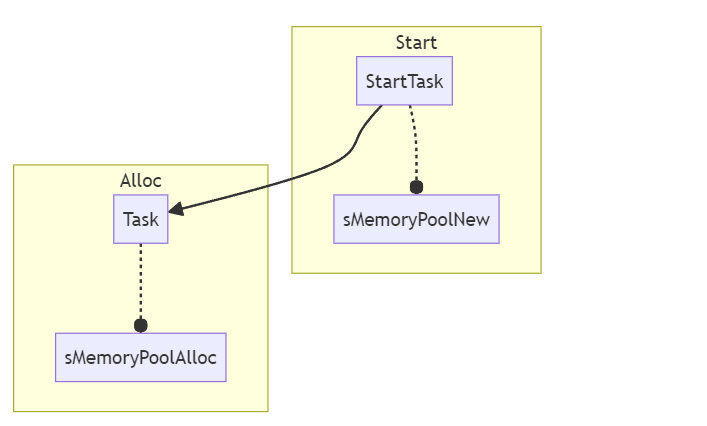 Start
StartTask
Alloc
Task
sMemoryPoolNew
sMemoryPoolAlloc